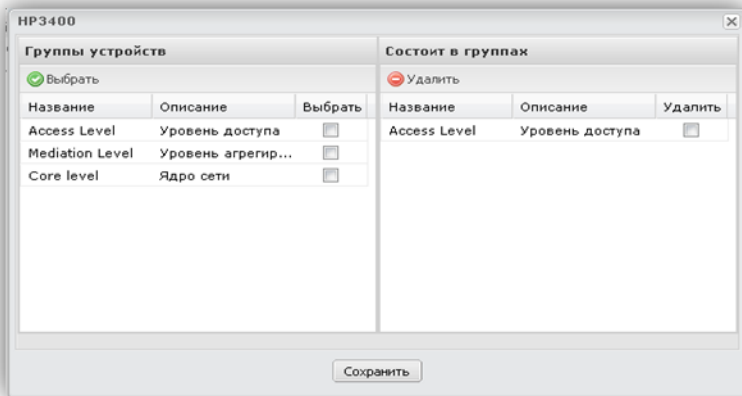 HP3400
Группы устройств Состоит в группах
Выбрать Удалить
Название Описание Выбрать Название Описание Удалить
Access Level Уровень доступа Access Level Уровень доступа
Mediation Level Уровень агрегир...
Core level Ядро сети
Сохранить